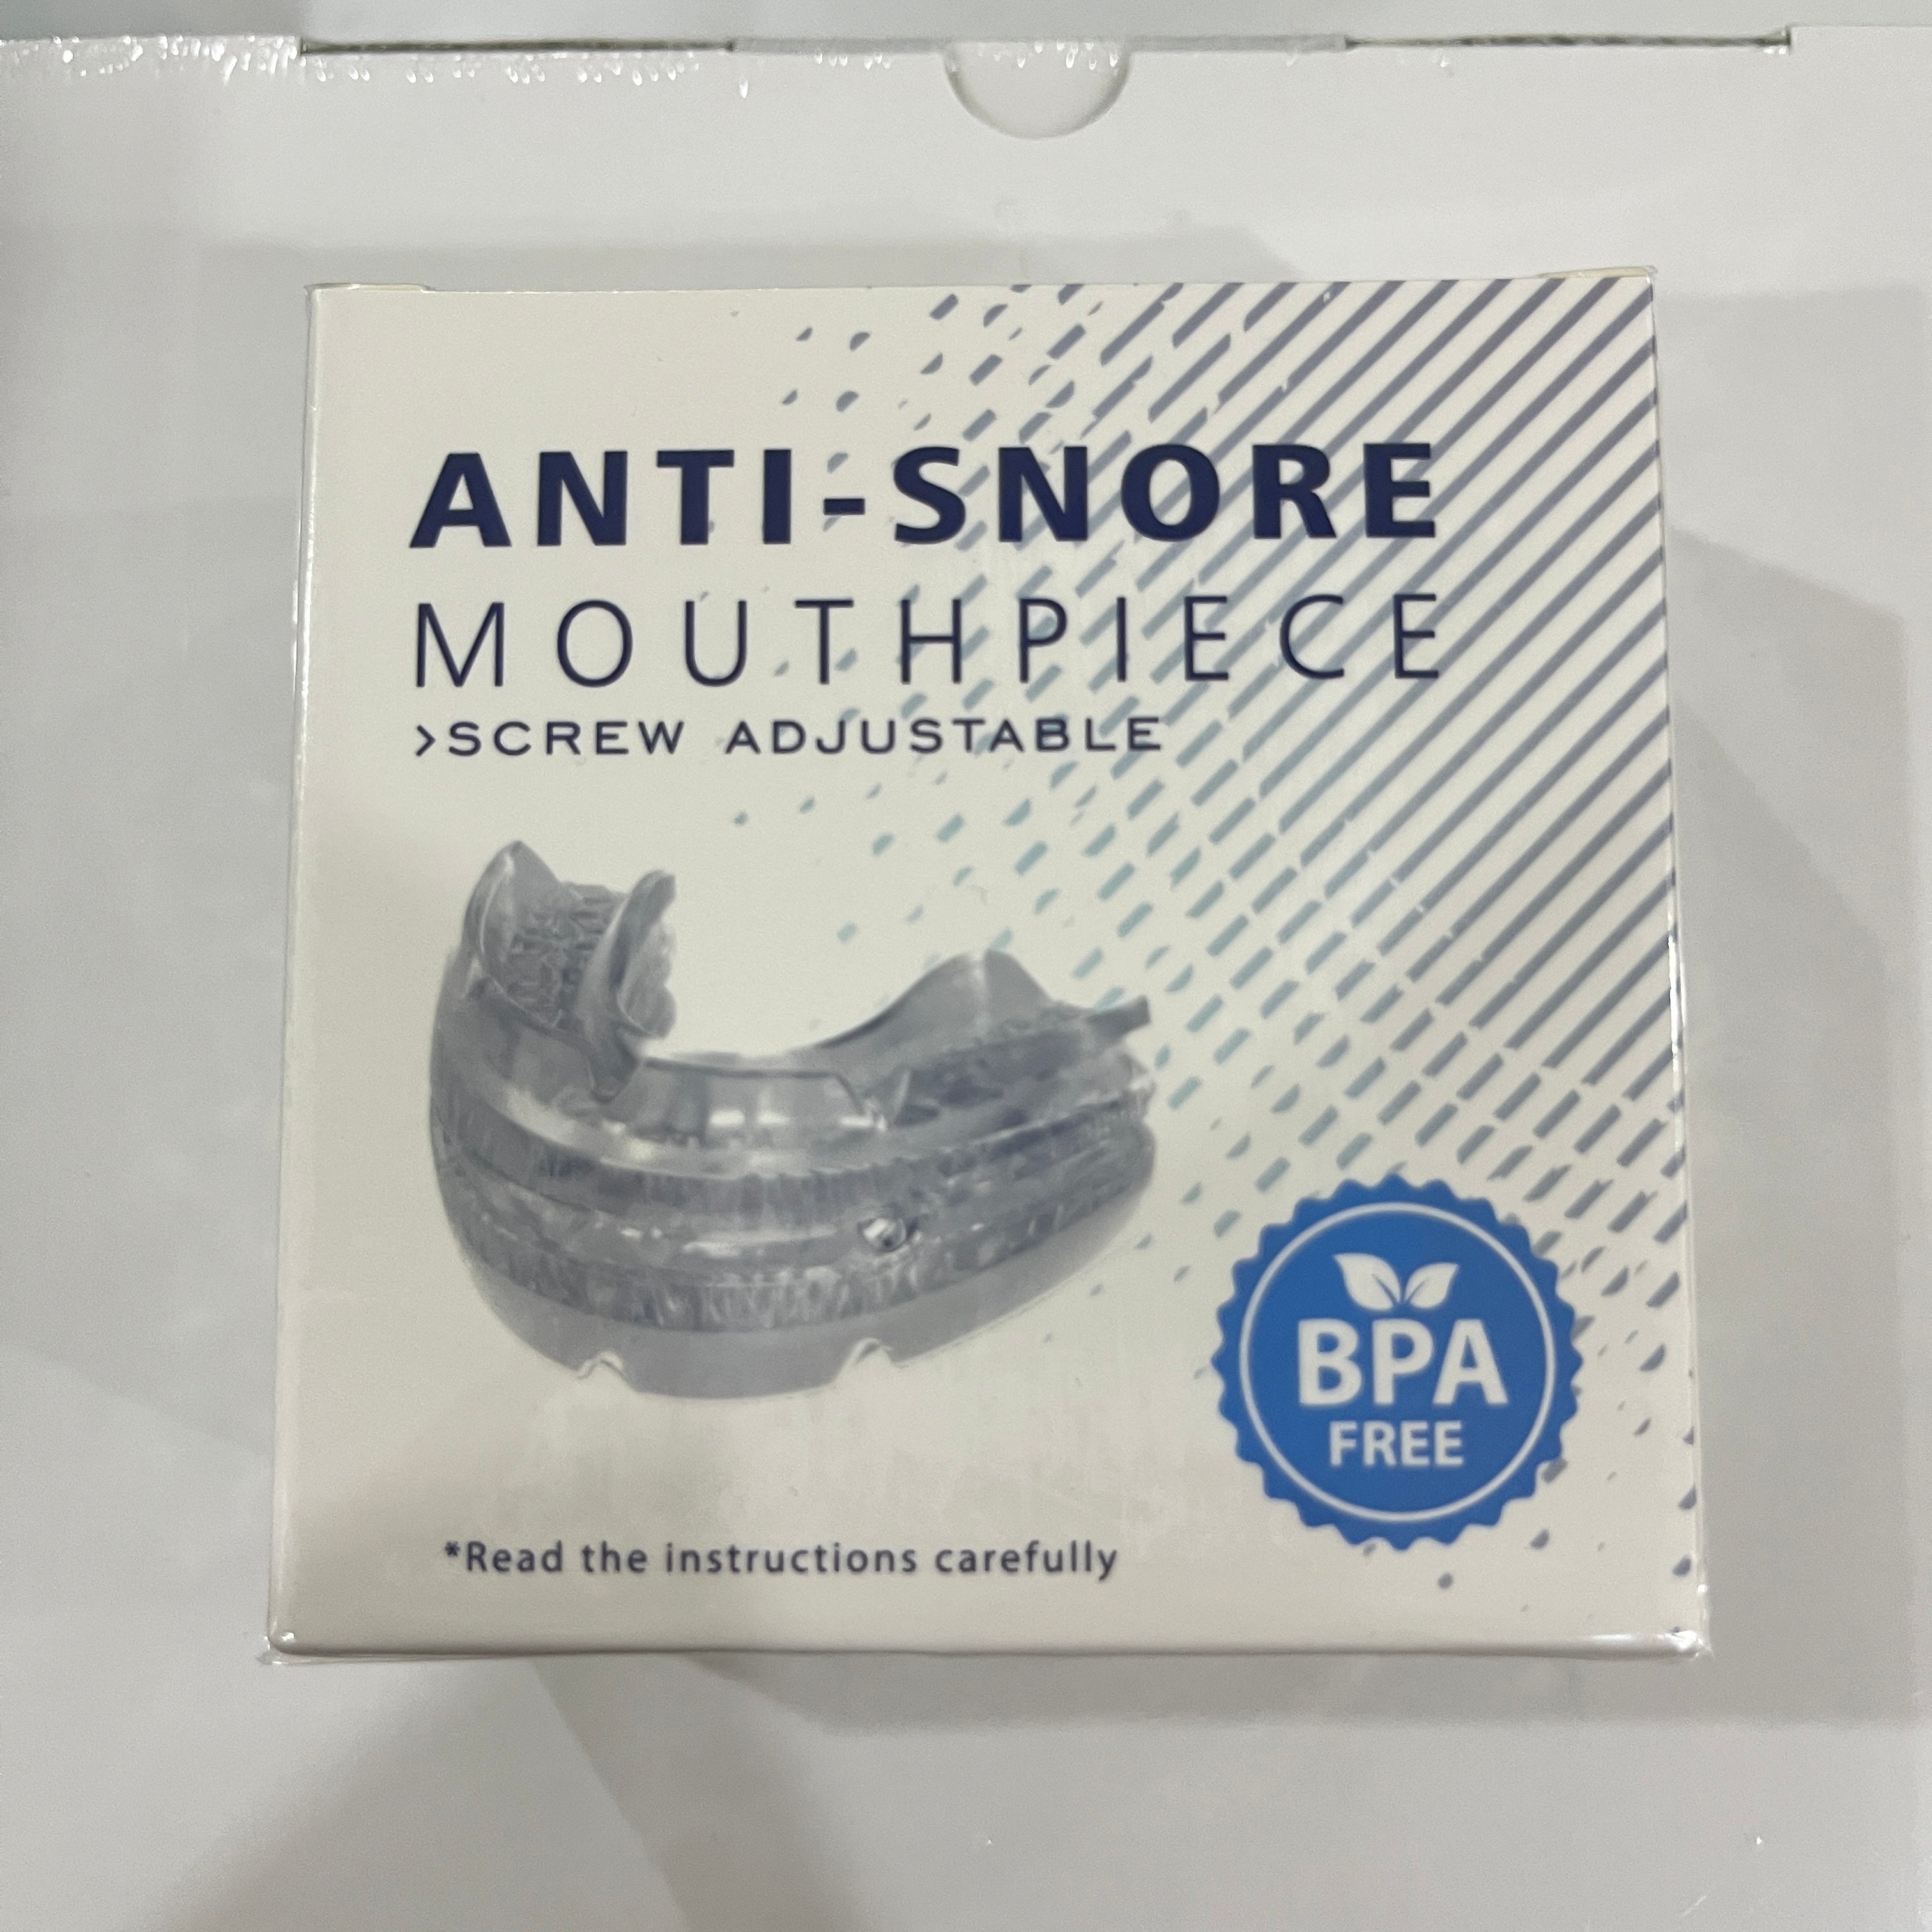 ANTI-SNORE
MOUTHPIECE
>SCREW ADJUSTABLE
BPA
FREE
*Read the instructions carefully